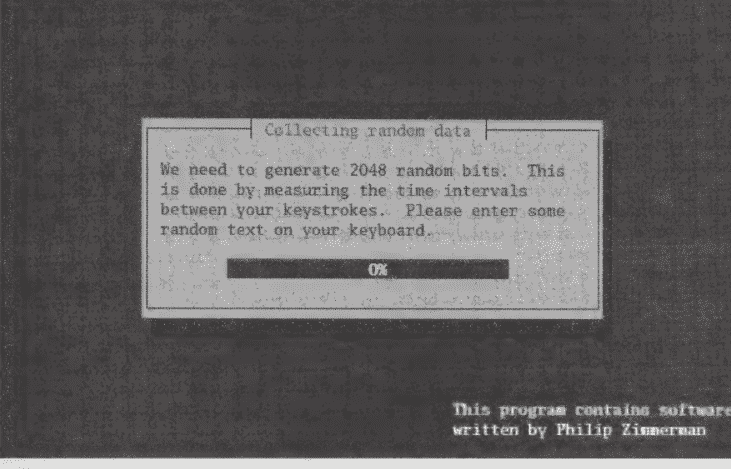 Collecting random data
We need to generate 2048 random bits.  This
is done by measuring the time intervals
between your keystrokes.  Please enter some
random text on your keyboard.
0%
This program contains software
written by Philip Zimmerman